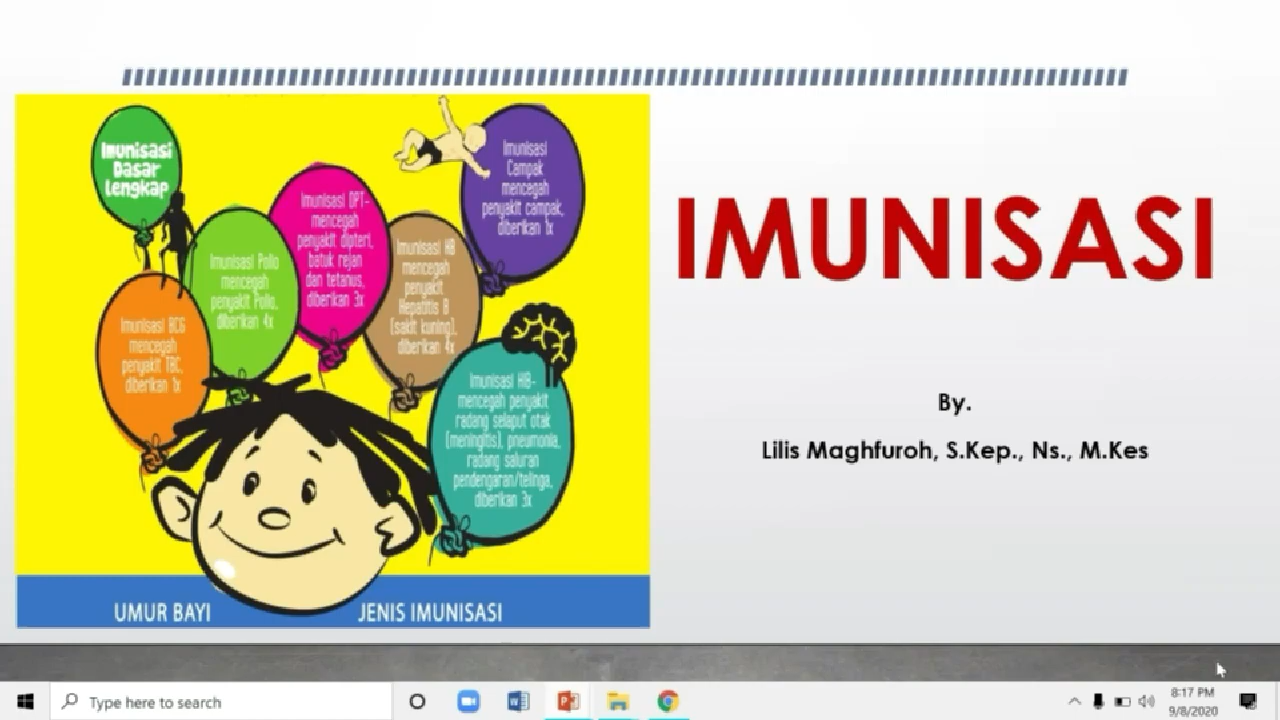 Imunisasi
Dasar
Lengkap
Imunisasi BCG
mencegah
penyakit TBC,
diberikan 1x
Imunisasi Polio
mencegah
penyakit Polio,
diberikan 4x
Imunisasi DPT-
mencegah
penyakit dipteri,
batuk rejan
dan tetanus,
diberikan 3x
Imunisasi HB
mencegah
penyakit
Hepatitis B
(sakit kuning),
diberikan 4x
Imunisasi
Campak
mencegah
penyakit campak,
diberikan 1x
Imunisasi HIB-
mencegah penyakit
radang selaput otak
(meningitis), pneumonia,
radang saluran
pendengaran/telinga,
diberikan 3x
UMUR BAYI
JENIS IMUNISASI
IMUNISASI
By.
Lilis Maghfuroh, S.Kep., Ns., M.Kes
Type here to search
8:17 PM
9/8/2020